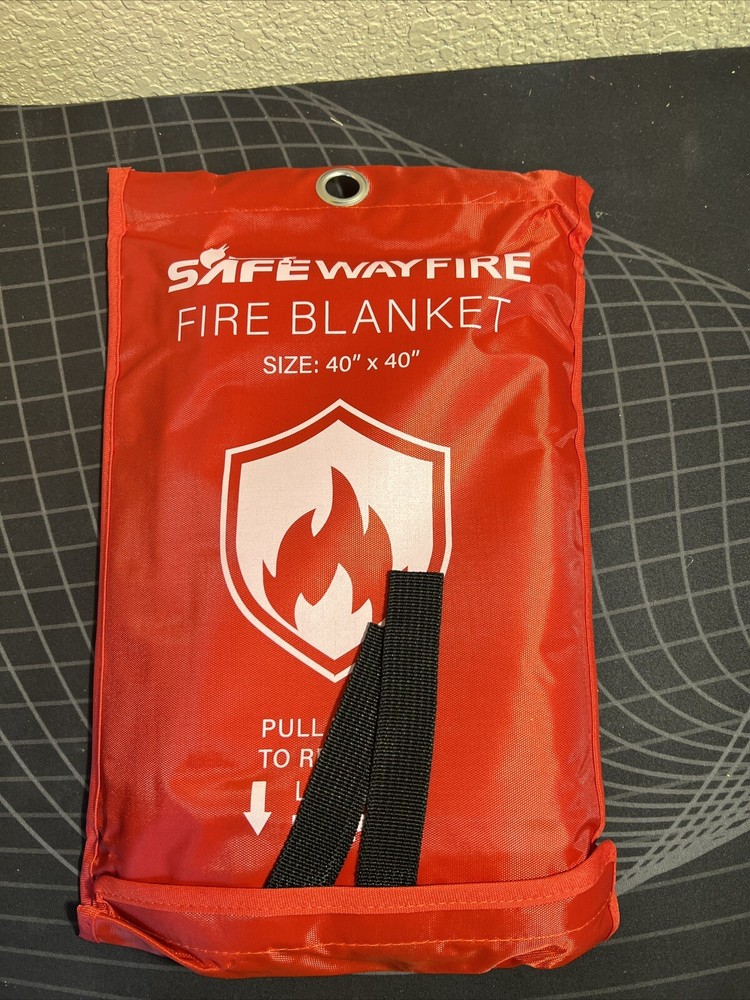 SAFEWAYFIRE
FIRE BLANKET
SIZE: 40" x 40"
PULL
TO